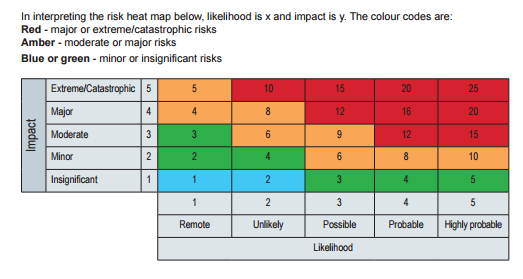 In interpreting the risk heat map below, likelihood is x and impact is y. The colour codes are:
Red - major or extreme/catastrophic risks
Amber - moderate or major risks
Blue or green - minor or insignificant risks
Impact
Extreme/Catastrophic 5 5 10 15 20 25
Major 4 4 8 12 16 20
Moderate 3 3 6 9 12 15
Minor 2 2 4 6 8 10
Insignificant 1 1 2 3 4 5
1 2 3 4 5
Remote Unlikely Possible Probable Highly probable
Likelihood